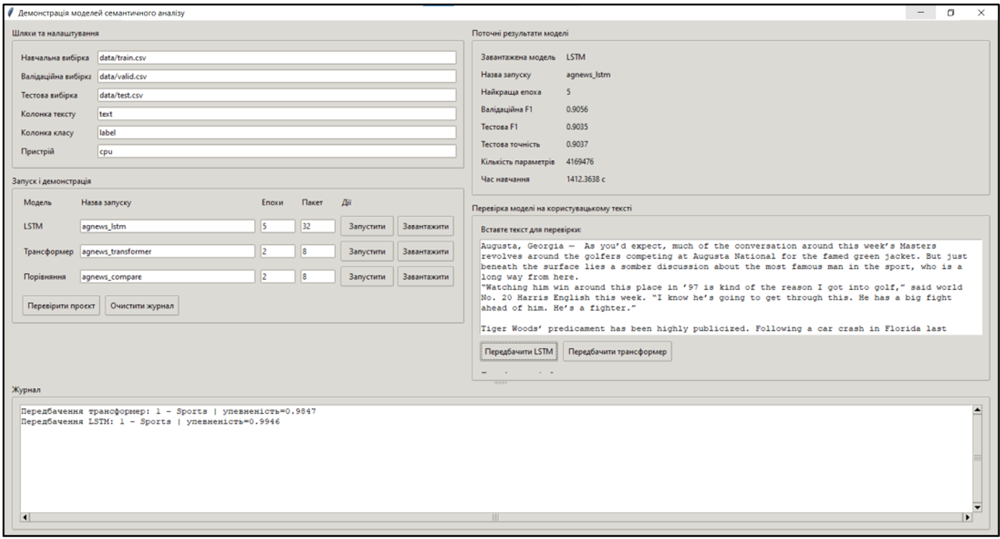 Демонстрація моделей семантичного аналізу
Шляхи та налаштування
Навчальна вибірка data/train.csv
Валідаційна вибірка data/valid.csv
Тестова вибірка data/test.csv
Колонка тексту text
Колонка класу label
Пристрій cpu
Запуск і демонстрація
Модель Назва запуску Епохи Пакет Дії
LSTM agnews_lstm 5 32 Запустити Завантажити
Трансформер agnews_transformer 2 8 Запустити Завантажити
Порівняння agnews_compare 2 8 Запустити Завантажити
Перевірити проєкт Очистити журнал
Поточні результати моделі
Завантажена модель LSTM
Назва запуску agnews_lstm
Найкраща епоха 5
Валідаційна F1 0.9056
Тестова F1 0.9035
Тестова точність 0.9037
Кількість параметрів 4169476
Час навчання 1412.3638 с
Перевірка моделі на користувацькому тексті
Вставте текст для перевірки:
Augusta, Georgia — As you’d expect, much of the conversation around this week’s Masters
revolves around the golfers competing at Augusta National for the famed green jacket. But just
beneath the surface lies a somber discussion about the most famous man in the sport, who is a
long way from here.
“Watching him win around this place in ’97 is kind of the reason I got into golf,” said world
No. 20 Harris English this week. “I know he’s going to get through this. He has a big fight
ahead of him. He’s a fighter.”
Tiger Woods’ predicament has been highly publicized. Following a car crash in Florida last
Передбачити LSTM Передбачити трансформер
Журнал
Передбачення трансформер: 1 - Sports | упевненість=0.9847
Передбачення LSTM: 1 - Sports | упевненість=0.9946